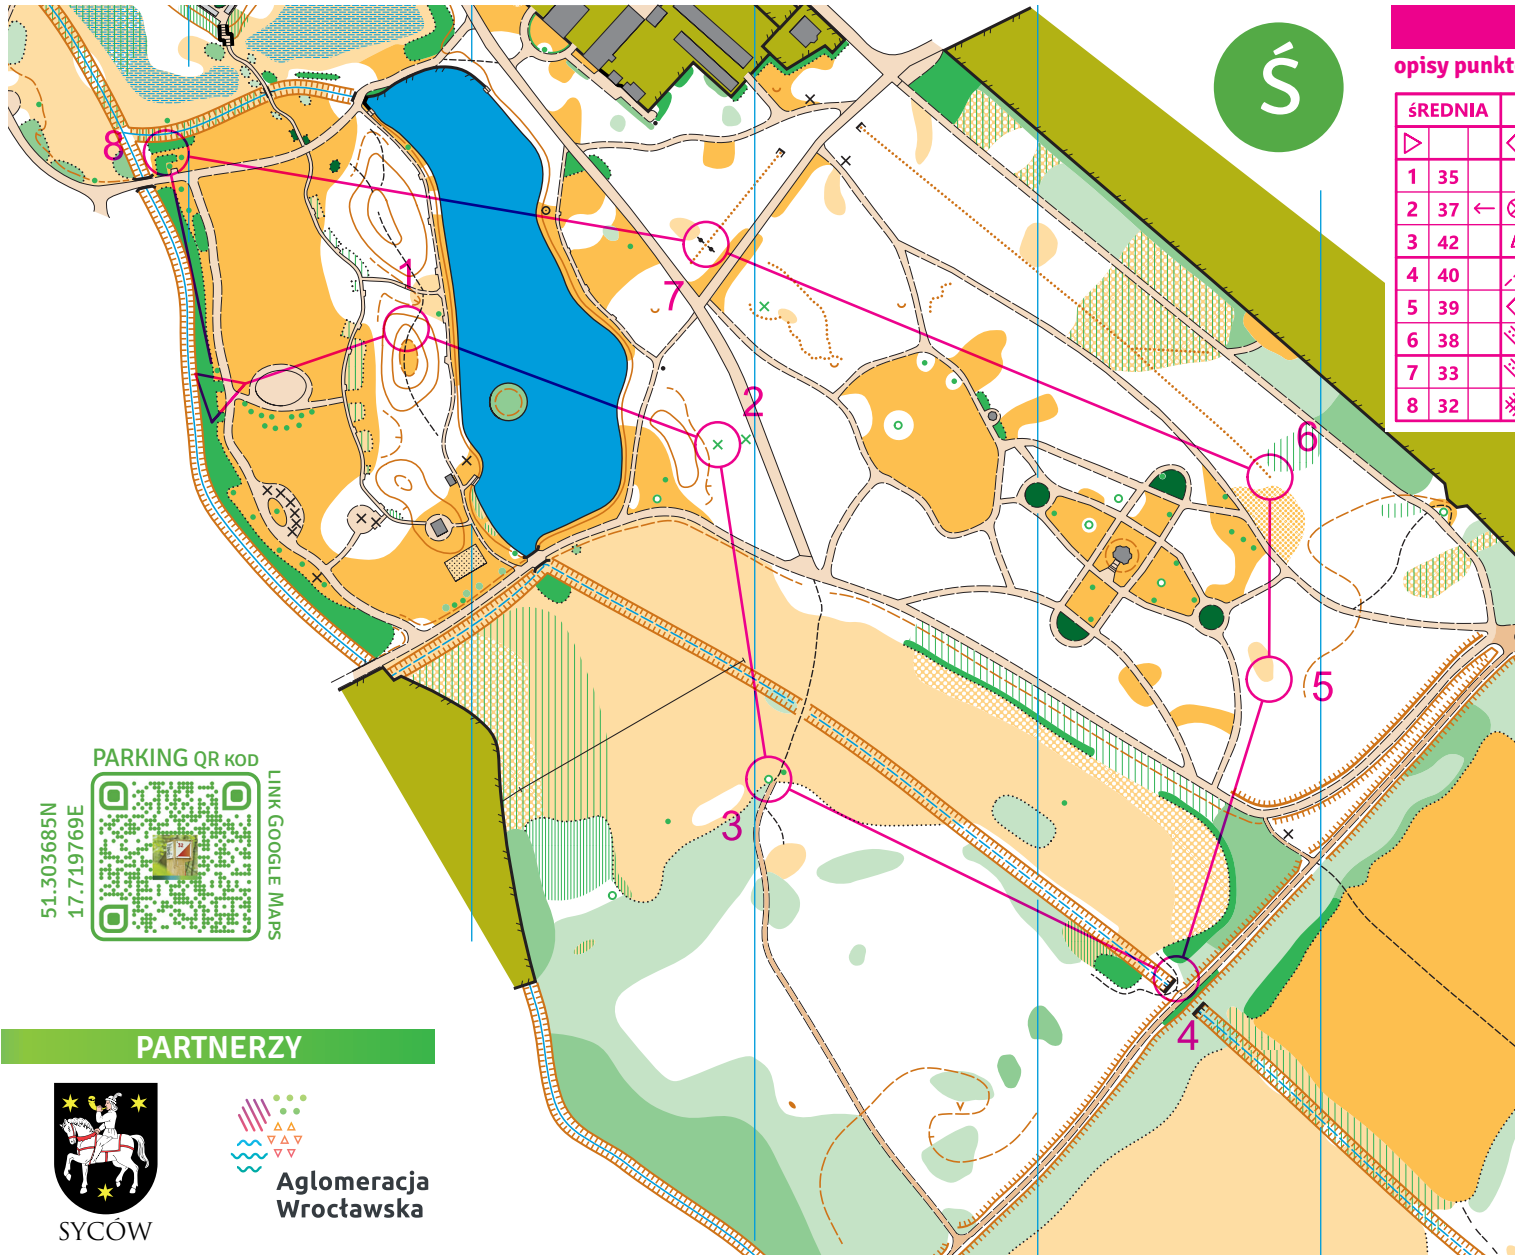 Ś
opisy punkt
śREDNIA
1 35
2 37 ←
3 42
4 40
5 39
6 38
7 33
8 32
8
1
7
2
6
5
3
4
PARKING QR KOD
LINK GOOGLE MAPS
51.303685N
17.719769E
32
PARTNERZY
SYCÓW
Aglomeracja
Wrocławska